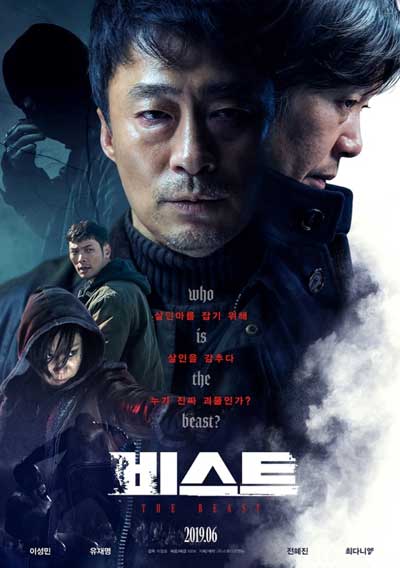 who
살인마를 잡기 위해
is
살인을 감추다
the
누가 진짜 괴물인가?
beast?
비스트
THE BEAST
2019.06
이성민 유재명 전혜진 최다니엘